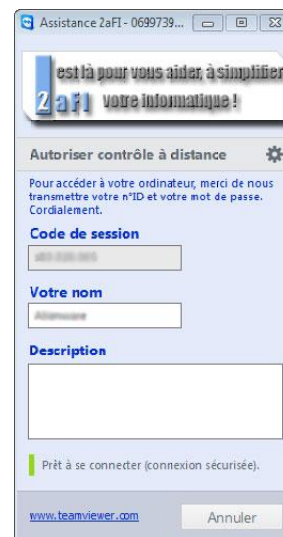 Assistance 2aFI - 0699739...
est là pour vous aider, à simplifier
2aFI votre informatique !
Autoriser contrôle à distance
Pour accéder à votre ordinateur, merci de nous
transmettre votre n°ID et votre mot de passe.
Cordialement.
Code de session
Votre nom
Description
Prêt à se connecter (connexion sécurisée).
www.teamviewer.com
Annuler